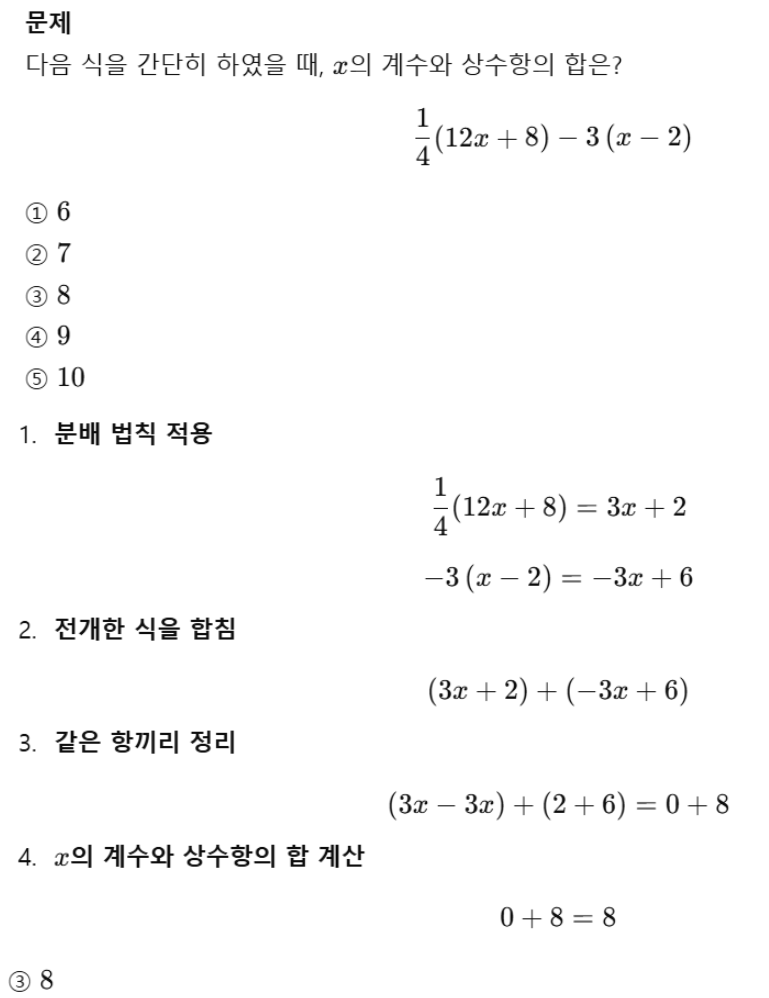 문제
다음 식을 간단히 하였을 때, x의 계수와 상수항의 합은?
\frac{1}{4}(12x + 8) − 3(x − 2)
① 6
② 7
③ 8
④ 9
⑤ 10
1. 분배 법칙 적용
\frac{1}{4}(12x + 8) = 3x + 2
−3(x − 2) = −3x + 6
2. 전개한 식을 합침
(3x + 2) + (−3x + 6)
3. 같은 항끼리 정리
(3x − 3x) + (2 + 6) = 0 + 8
4. x의 계수와 상수항의 합 계산
0 + 8 = 8
③ 8